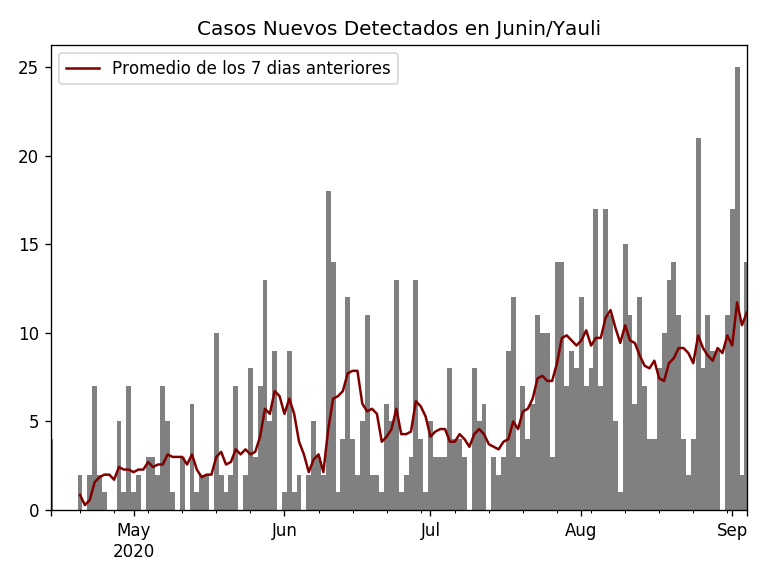 Casos Nuevos Detectados en Junin/Yauli
Promedio de los 7 dias anteriores
25
20
15
10
5
0
May
2020
Jun
Jul
Aug
Sep